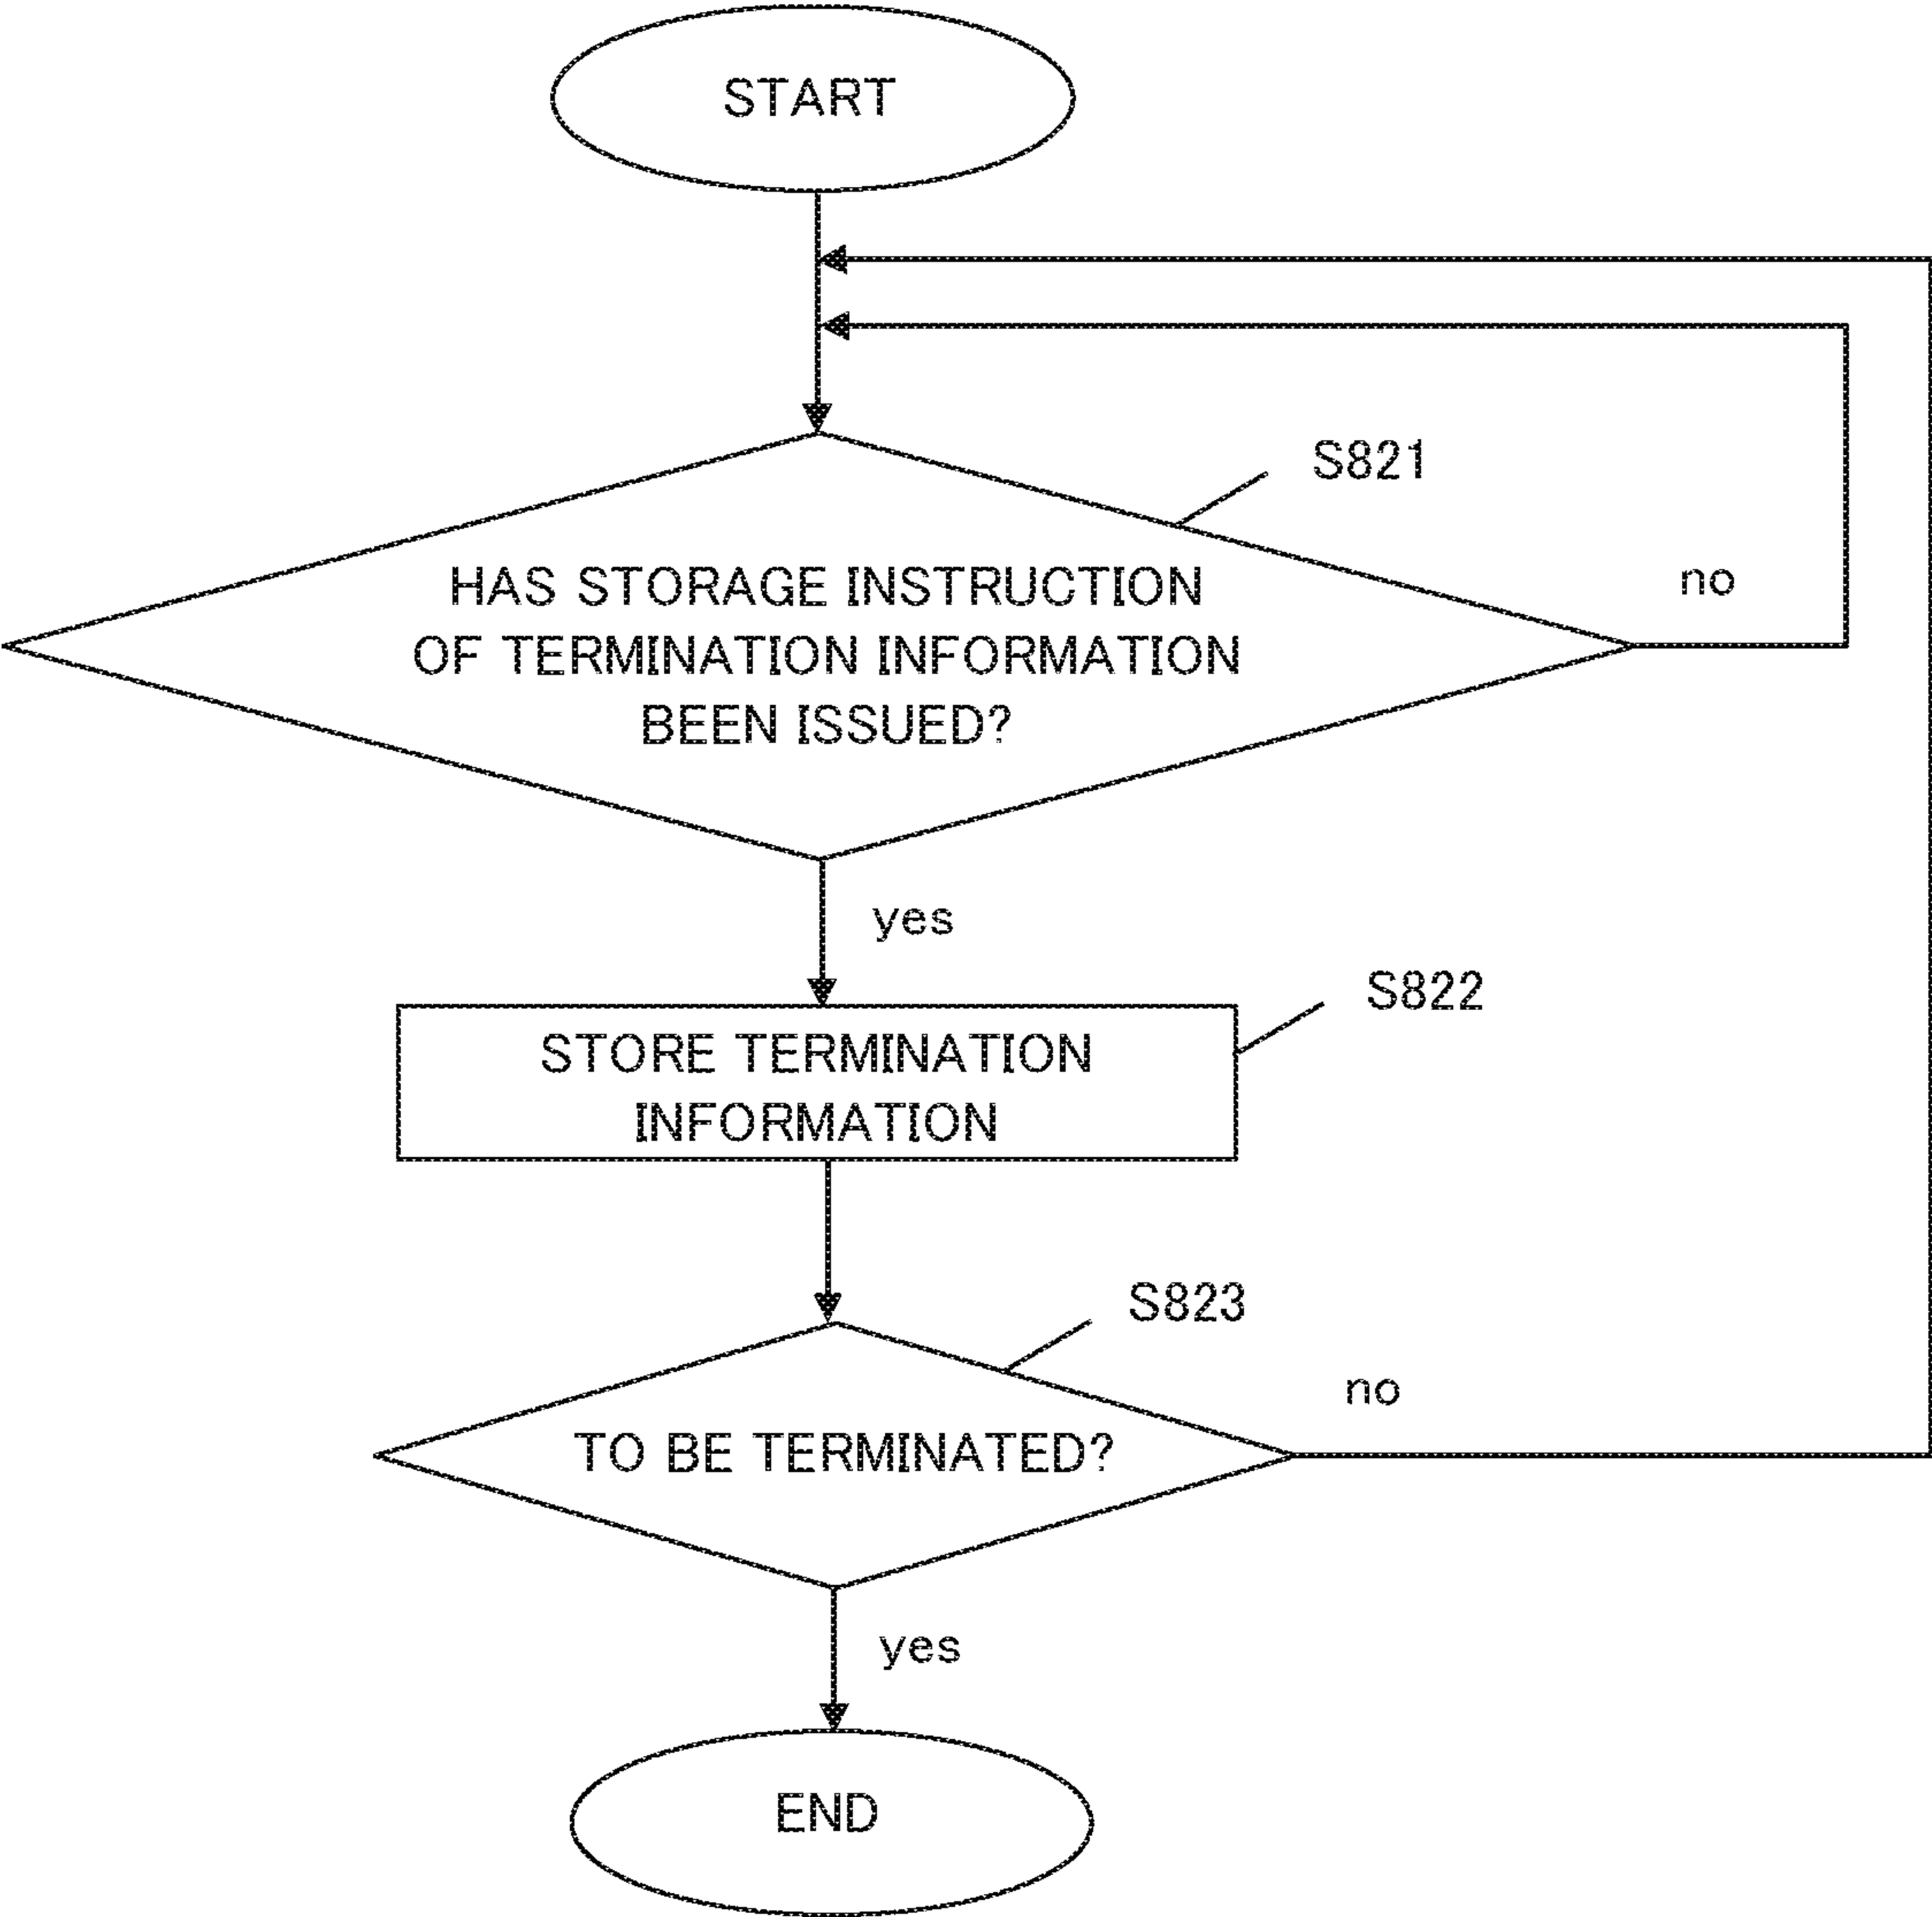 START
S821
HAS STORAGE INSTRUCTION
OF TERMINATION INFORMATION
BEEN ISSUED?
no
yes
S822
STORE TERMINATION
INFORMATION
S823
no
TO BE TERMINATED?
yes
END